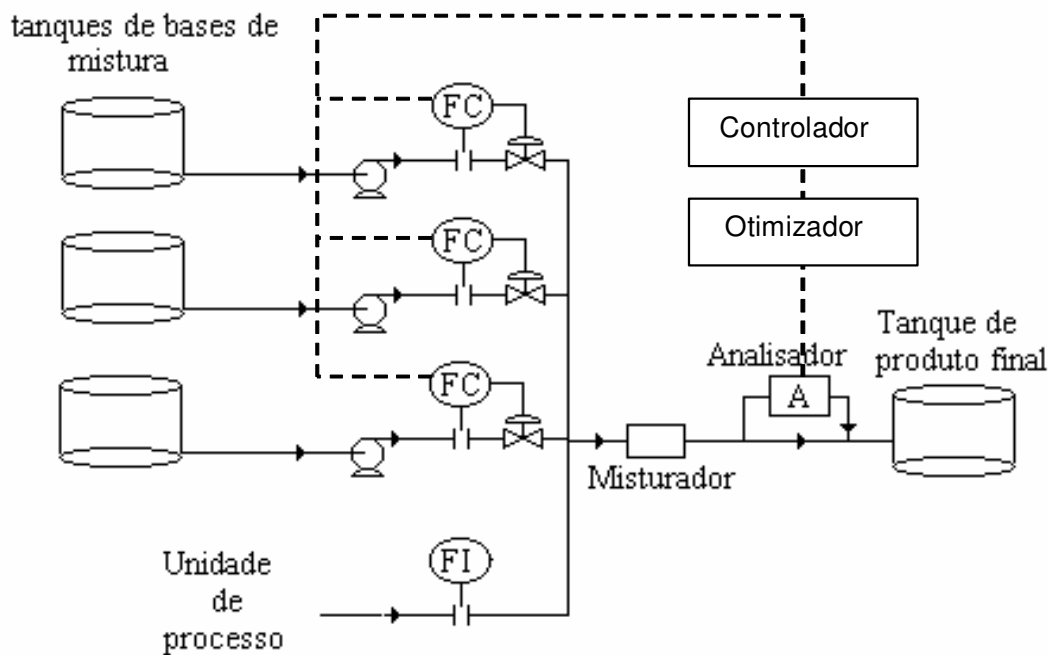 tanques de bases de
mistura
FC
Controlador
Otimizador
FC
Tanque de
produto final
Analisador
A
FC
Misturador
FI
Unidade
de
processo